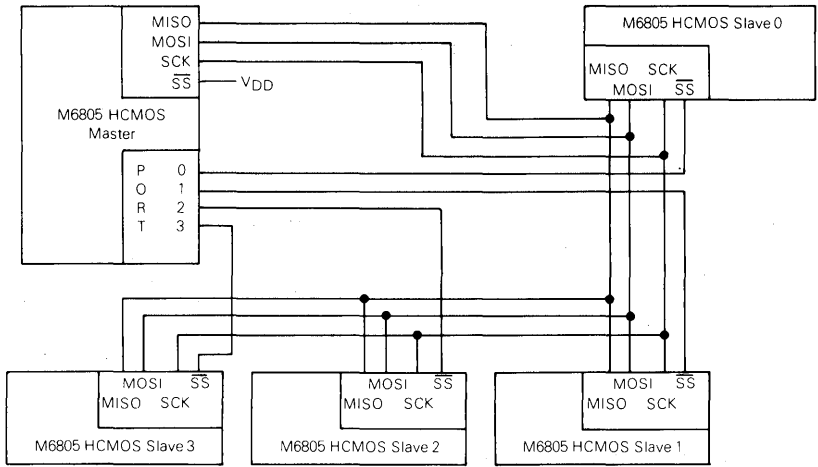 MISO
MOSI
SCK
SS
VDD
M6805 HCMOS
Master
P 0
O 1
R 2
T 3
M6805 HCMOS Slave 0
MISO SCK
MOSI SS
MOSI SS
MISO SCK
M6805 HCMOS Slave 3
MOSI SS
MISO SCK
M6805 HCMOS Slave 2
MOSI SS
MISO SCK
M6805 HCMOS Slave 1